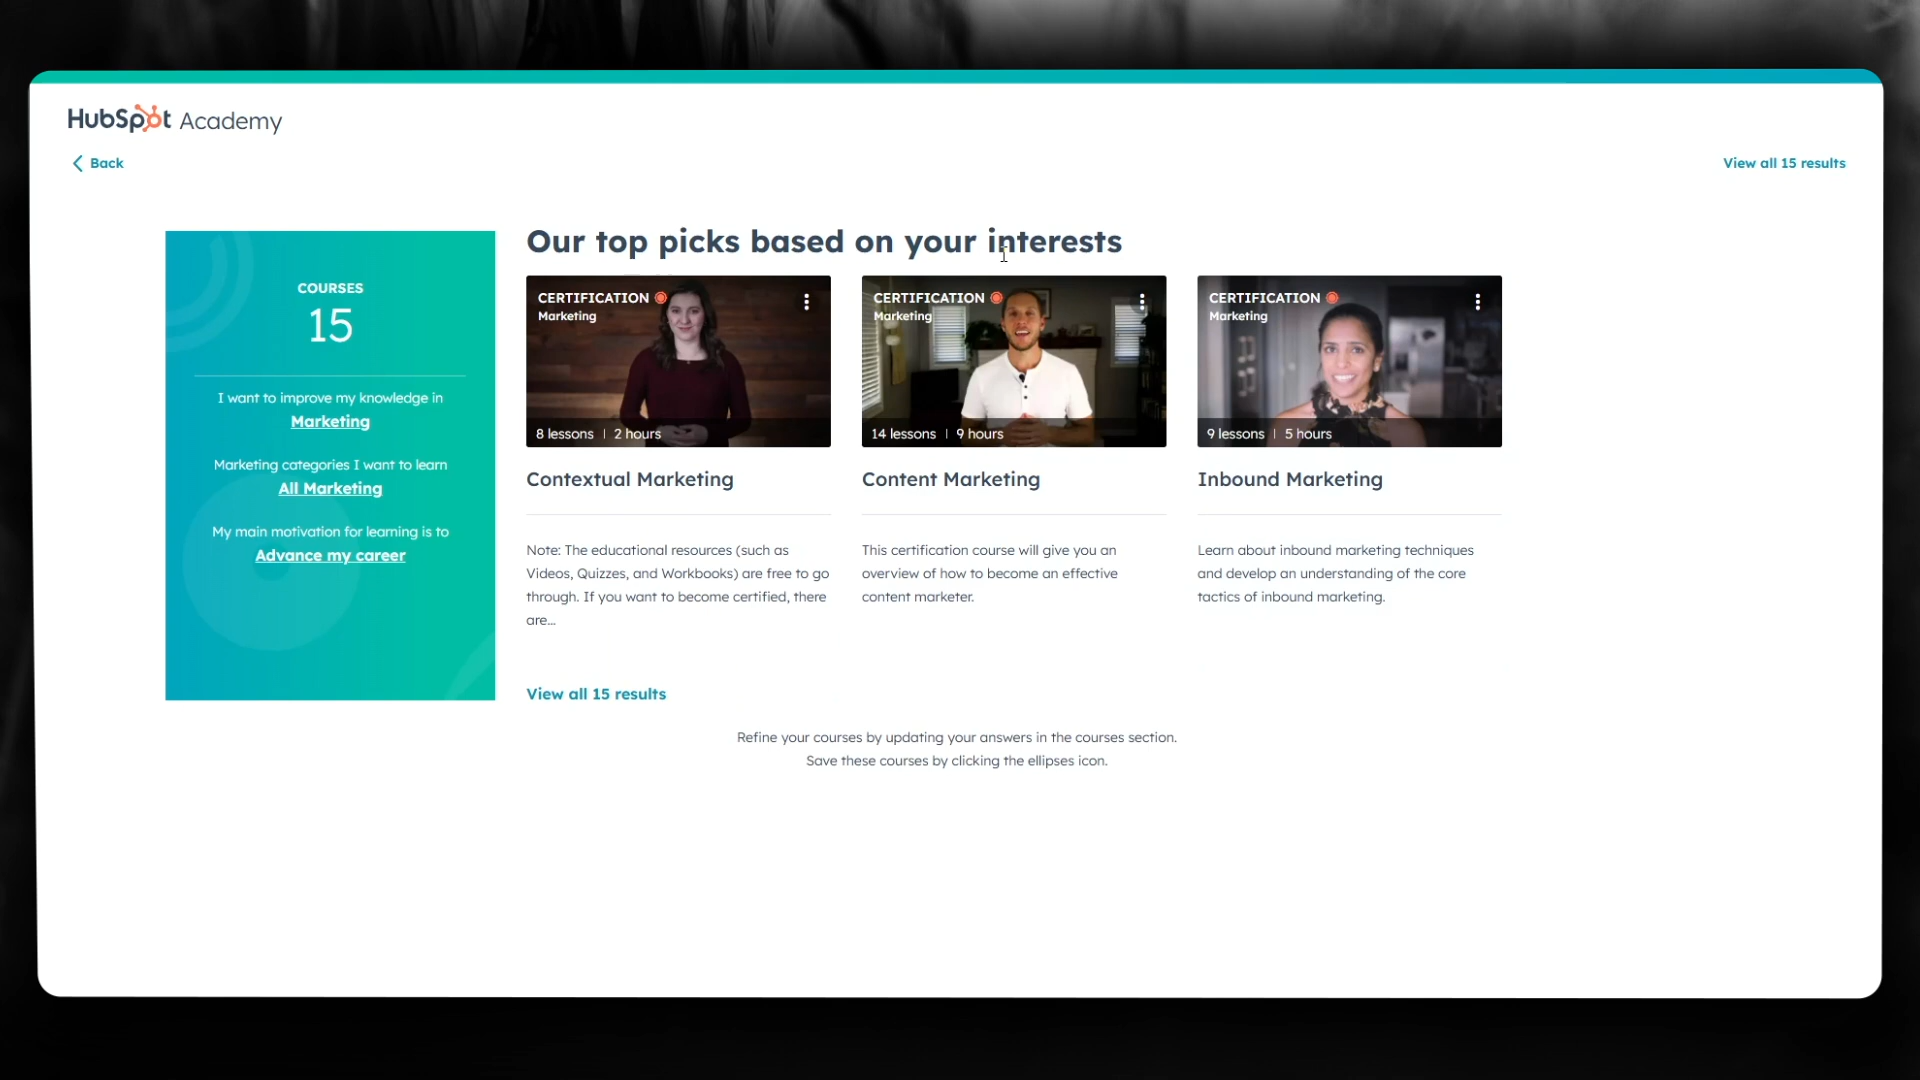 HubSpot Academy
Back
View all 15 results
COURSES
15
I want to improve my knowledge in
Marketing
Marketing categories I want to learn
All Marketing
My main motivation for learning is to
Advance my career
Our top picks based on your interests
CERTIFICATION
Marketing
8 lessons | 2 hours
Contextual Marketing
Note: The educational resources (such as
Videos, Quizzes, and Workbooks) are free to go
through. If you want to become certified, there
are...
CERTIFICATION
Marketing
14 lessons | 9 hours
Content Marketing
This certification course will give you an
overview of how to become an effective
content marketer.
CERTIFICATION
Marketing
9 lessons | 5 hours
Inbound Marketing
Learn about inbound marketing techniques
and develop an understanding of the core
tactics of inbound marketing.
View all 15 results
Refine your courses by updating your answers in the courses section.
Save these courses by clicking the ellipses icon.